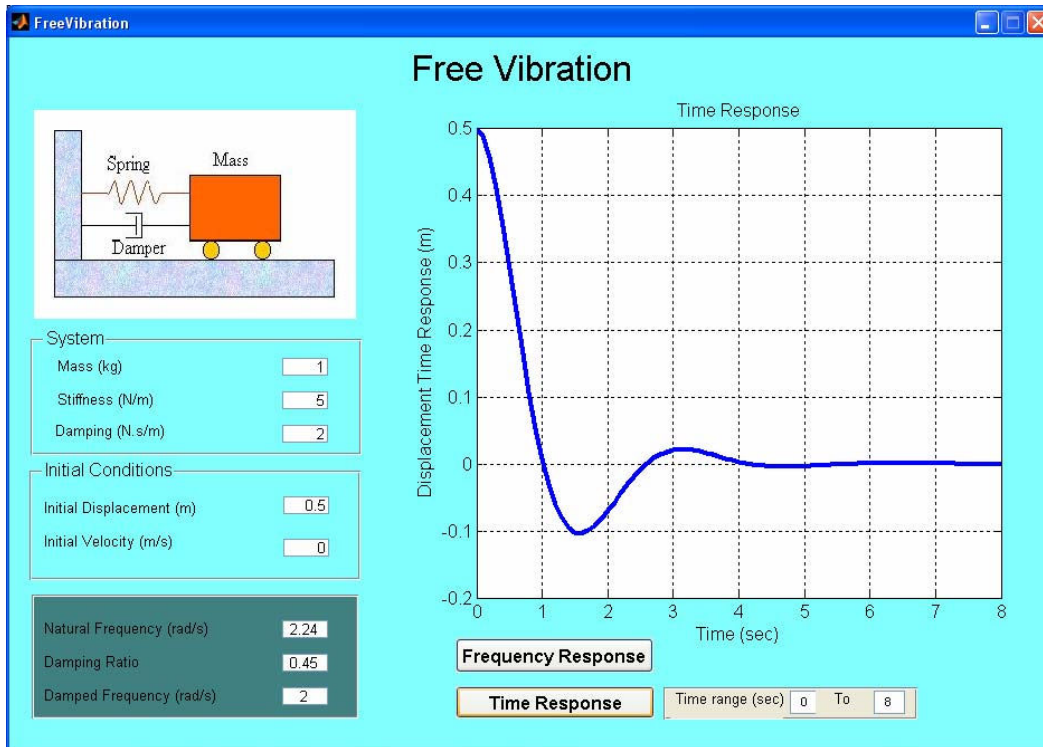 FreeVibration
Free Vibration
Spring
Mass
Damper
System
Mass (kg)
1
Stiffness (N/m)
5
Damping (N.s/m)
2
Initial Conditions
Initial Displacement (m)
0.5
Initial Velocity (m/s)
0
Natural Frequency (rad/s)
2.24
Damping Ratio
0.45
Damped Frequency (rad/s)
2
Time Response
Displacement Time Response (m)
0.5
0.4
0.3
0.2
0.1
0
-0.1
-0.2
0 1 2 3 4 5 6 7 8
Time (sec)
Frequency Response
Time Response
Time range (sec) 0 To 8